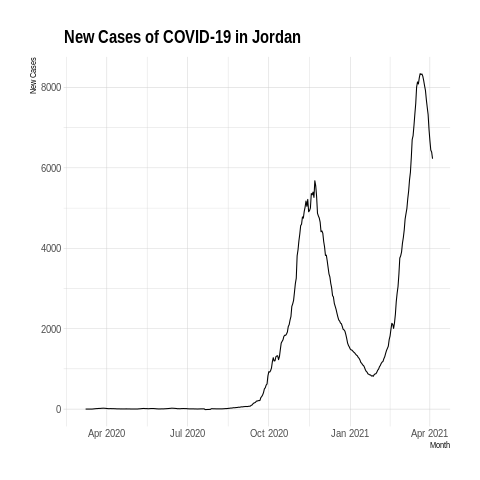 New Cases of COVID-19 in Jordan
New Cases
8000
6000
4000
2000
0
Apr 2020 Jul 2020 Oct 2020 Jan 2021 Apr 2021
Month